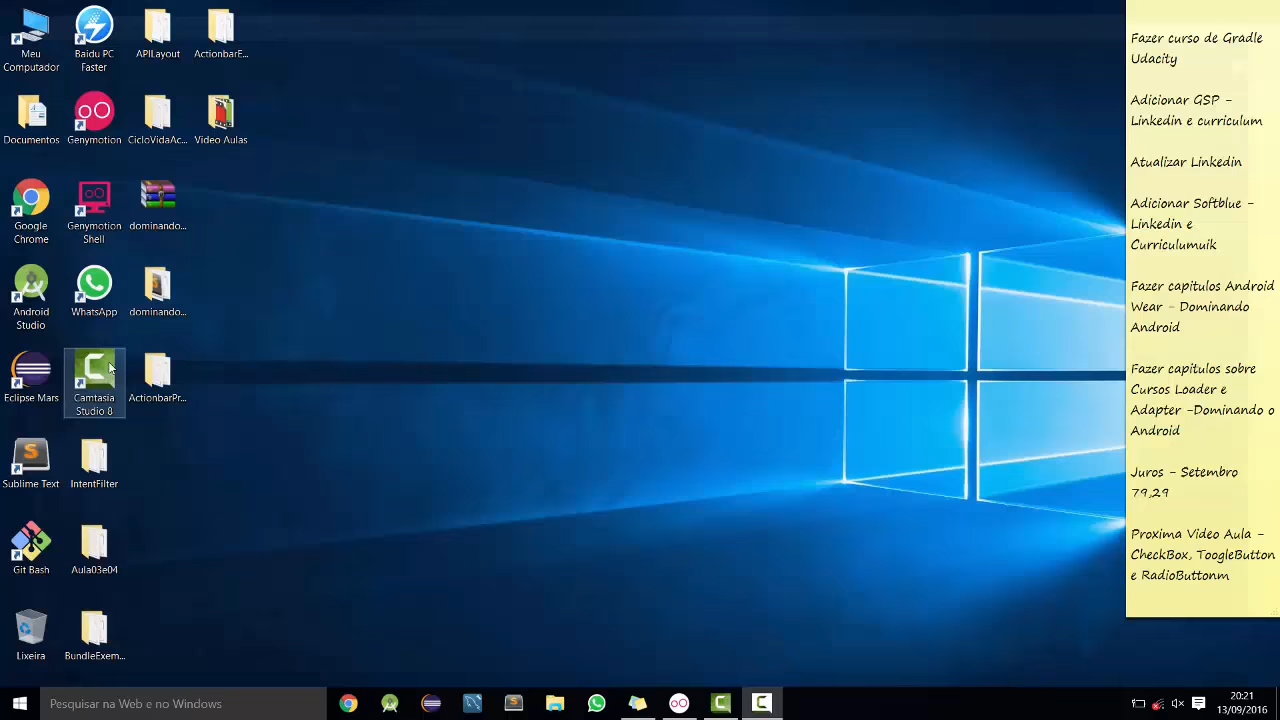 Meu
Computador
Baidu PC
Faster
APILayout
ActionbarE...
Documentos
Genymotion
CicloVidaAc...
Video Aulas
Google
Chrome
Genymotion
Shell
dominando...
Android
Studio
WhatsApp
dominando...
Eclipse Mars
Camtasia
Studio 8
ActionbarPr...
Sublime Text
IntentFilter
Git Bash
Aula03e04
Lixeira
BundleExem...
Fazer curso de Gradle
Udacity
Adicionar GSP -
Linkedin e curriculum
Atualizar Linkedin
Adicionar Softblue -
Linkedin e
Curriculumuik
Fazer capitulos Android
Wear - Dominando
Android
Fazer capitulos sobre
Cursos Loader e
Adapter -Dominando o
Android
Juros - Setembro
79,29
Proxima Video Aula -
CheckBox, ToogleButton
e RadioButtonm
Pesquisar na Web e no Windows
20:21
13/09/2016